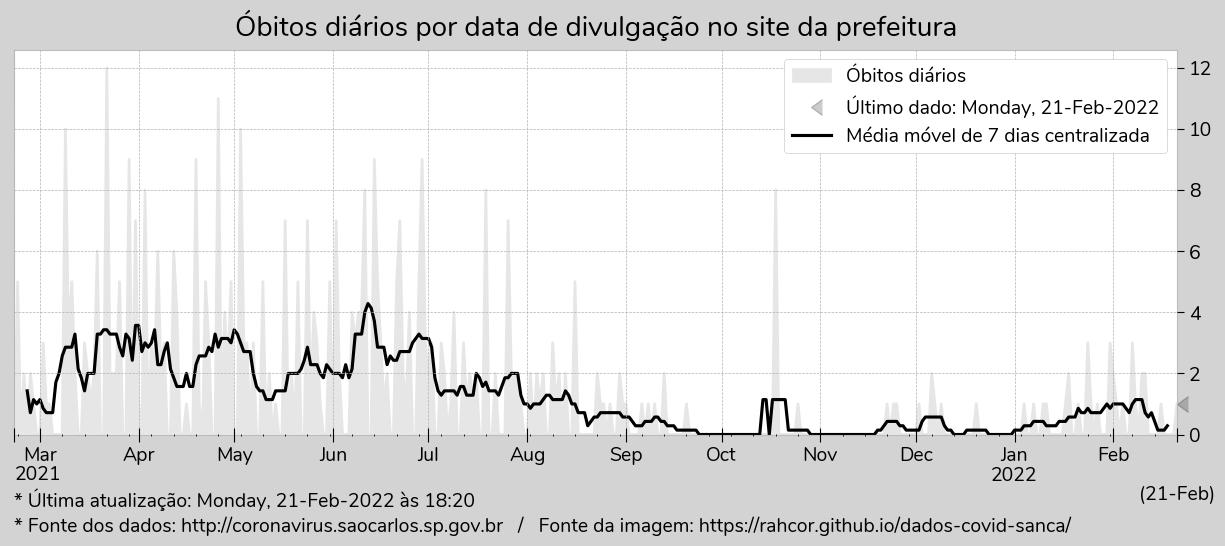 Óbitos diários por data de divulgação no site da prefeitura
Óbitos diários
Último dado: Monday, 21-Feb-2022
Média móvel de 7 dias centralizada
12
10
8
6
4
2
0
Mar Apr May Jun Jul Aug Sep Oct Nov Dec Jan Feb
2021 2022
(21-Feb)
* Última atualização: Monday, 21-Feb-2022 às 18:20
* Fonte dos dados: http://coronavirus.saocarlos.sp.gov.br / Fonte da imagem: https://rahcor.github.io/dados-covid-sanca/